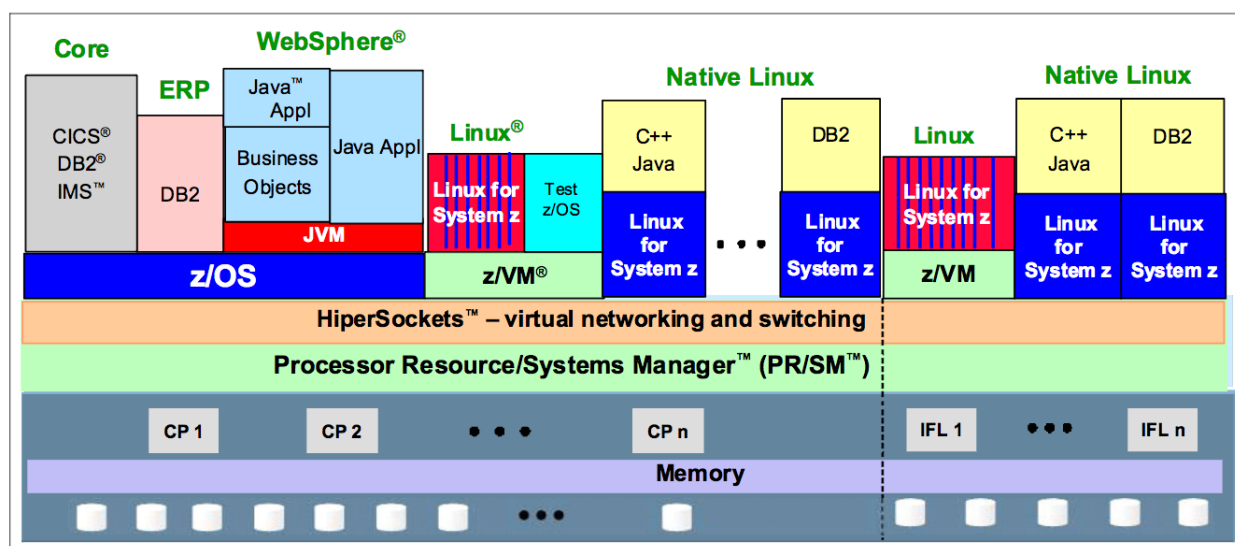 Core
ERP
WebSphere®
Native Linux
Native Linux
CICS®
DB2®
IMS™
DB2
Java™
Appl
Business
Objects
Java Appl
JVM
z/OS
Linux®
Linux for
System z
Test
z/OS
z/VM®
C++
Java
Linux
for
System z
DB2
Linux
for
System z
Linux
Linux for
System z
z/VM
C++
Java
Linux
for
System z
DB2
Linux
for
System z
HiperSockets™ – virtual networking and switching
Processor Resource/Systems Manager™ (PR/SM™)
CP 1
CP 2
CP n
IFL 1
IFL n
Memory